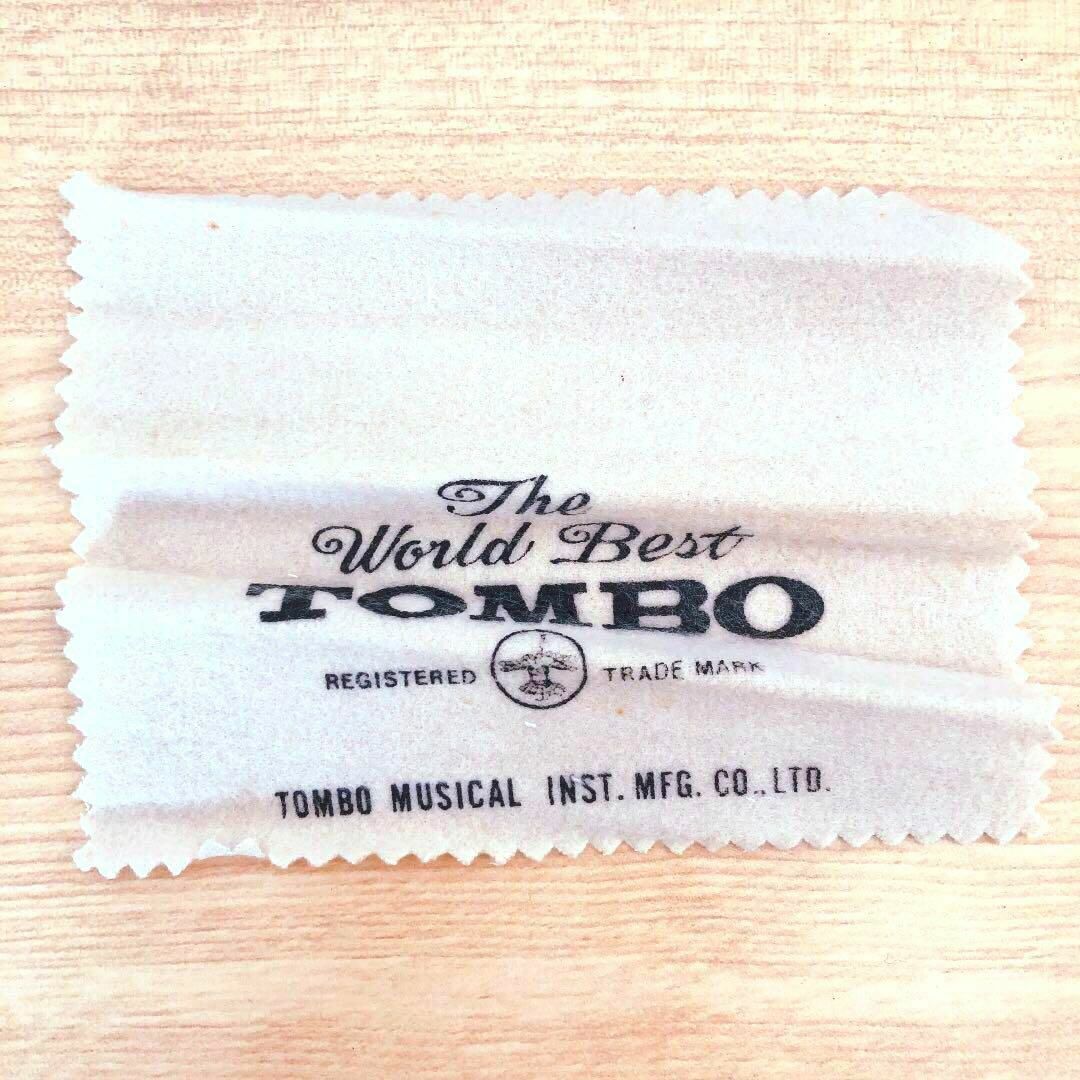 The
World Best
TOMBO
REGISTERED TRADE MARK
TOMBO MUSICAL INST. MFG. CO., LTD.